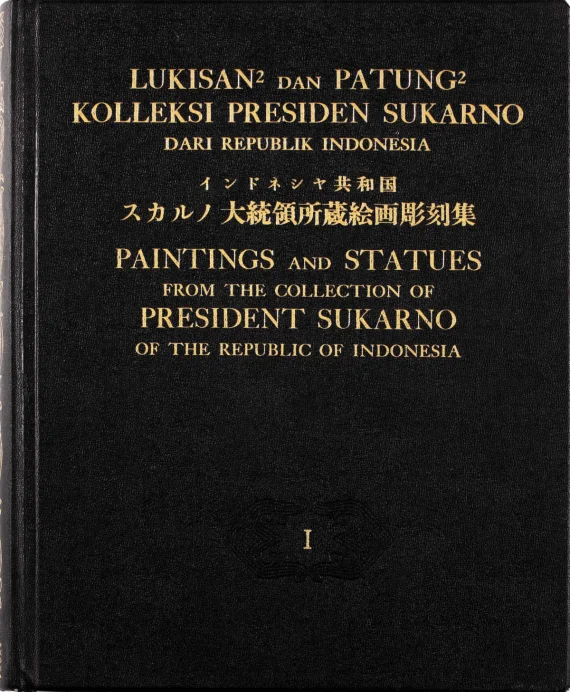 LUKISAN² DAN PATUNG²
KOLLEKSI PRESIDEN SUKARNO
DARI REPUBLIK INDONESIA
インドネシヤ共和国
スカルノ大統領所蔵絵画彫刻集
PAINTINGS AND STATUES
FROM THE COLLECTION OF
PRESIDENT SUKARNO
OF THE REPUBLIC OF INDONESIA
I